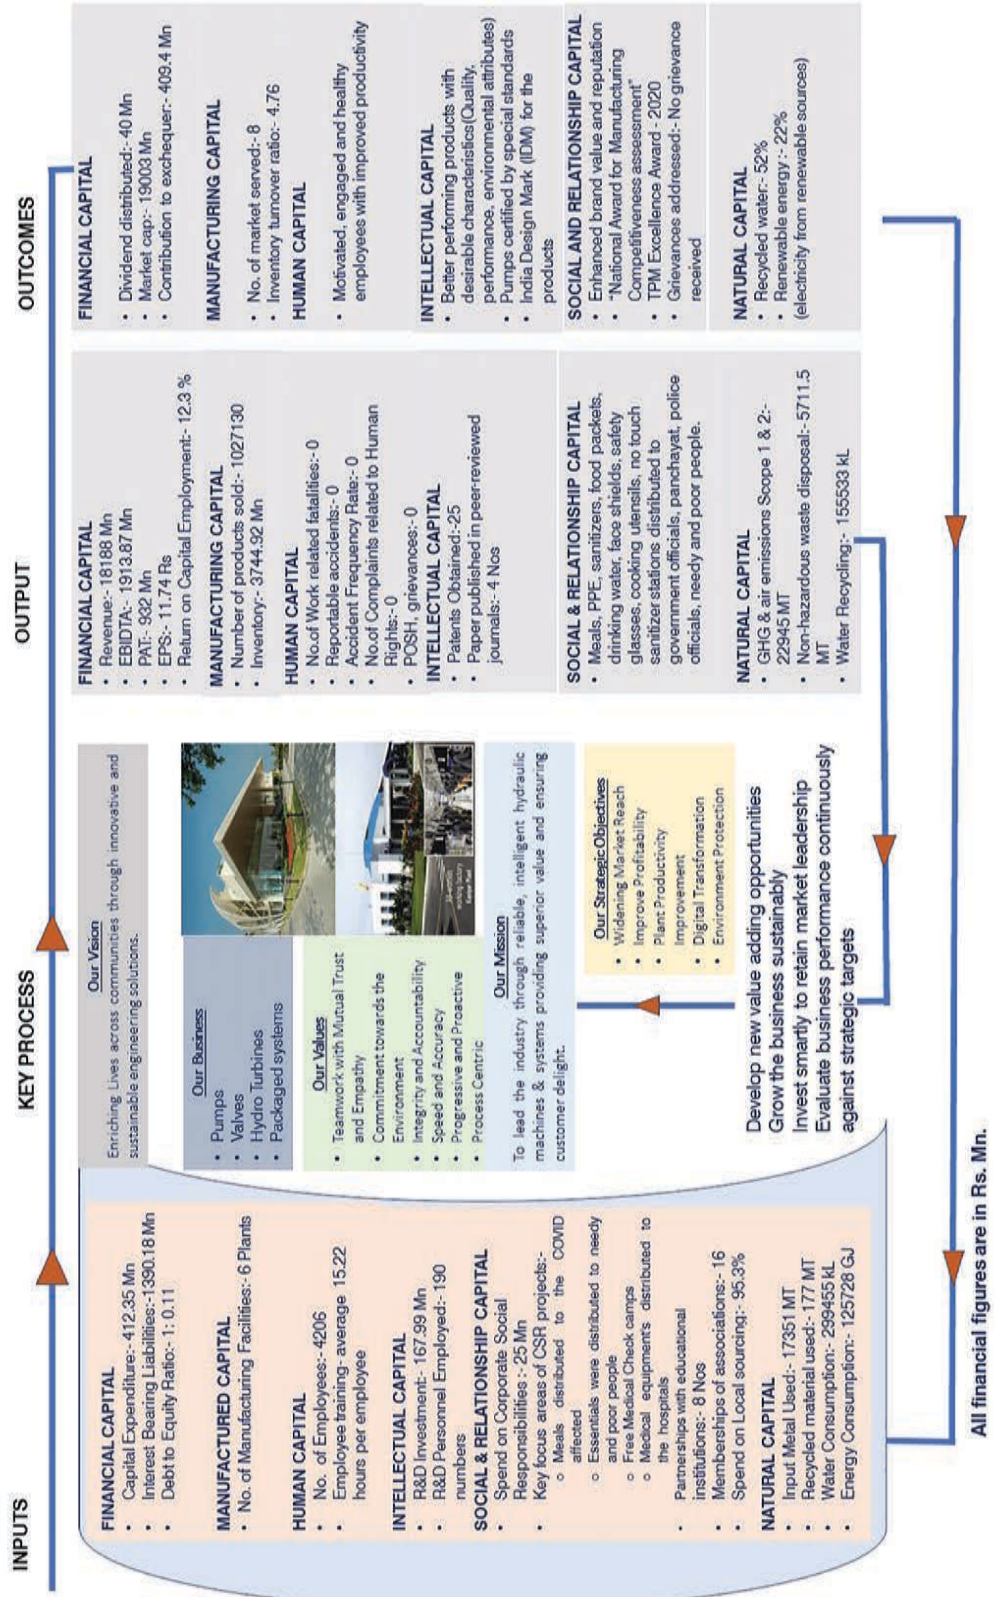 INPUTS
FINANCIAL CAPITAL
• Capital Expenditure:- 412.35 Mn
• Interest Bearing Liabilities:-1390.18 Mn
• Debt to Equity Ratio:- 1: 0.11
MANUFACTURED CAPITAL
• No. of Manufacturing Facilities:- 6 Plants
HUMAN CAPITAL
• No. of Employees:- 4206
• Employee training- average 15.22
hours per employee
INTELLECTUAL CAPITAL
• R&D Investment:- 167.99 Mn
• R&D Personnel Employed:- 190
numbers
SOCIAL & RELATIONSHIP CAPITAL
• Spend on Corporate Social
Responsibilities :- 25 Mn
• Key focus areas of CSR projects:-
o Meals distributed to the COVID
affected
o Essentials were distributed to needy
and poor people
o Free Medical Check camps
o Medical equipment's distributed to
the hospitals
• Partnerships with educational
institutions:- 8 Nos
• Memberships of associations:- 16
• Spend on Local sourcing:- 95.3%
NATURAL CAPITAL
• Input Metal Used:- 17351 MT
• Recycled material used:- 177 MT
• Water Consumption:- 299455 kL
• Energy Consumption:- 125728 GJ
KEY PROCESS
Our Vision
Enriching Lives across communities through innovative and
sustainable engineering solutions.
Our Business
• Pumps
• Valves
• Hydro Turbines
• Packaged systems
Our Values
• Teamwork with Mutual Trust
and Empathy
• Commitment towards the
Environment
• Integrity and Accountability
• Speed and Accuracy
• Progressive and Proactive
• Process Centric
Our Mission
To lead the industry through reliable, intelligent hydraulic
machines & systems providing superior value and ensuring
customer delight.
Our Strategic Objectives
• Widening Market Reach
• Improve Profitability
• Plant Productivity
Improvement
• Digital Transformation
• Environment Protection
Develop new value adding opportunities
Grow the business sustainably
Invest smartly to retain market leadership
Evaluate business performance continuously
against strategic targets
OUTPUT
FINANCIAL CAPITAL
• Revenue:- 18188 Mn
• EBIDTA:- 1913.87 Mn
• PAT:- 932 Mn
• EPS:- 11.74 Rs
• Return on Capital Employment:- 12.3 %
MANUFACTURING CAPITAL
• Number of products sold:- 1027130
• Inventory:- 3744.92 Mn
HUMAN CAPITAL
• No.of Work related fatalities:- 0
• Reportable accidents:- 0
• Accident Frequency Rate:- 0
• No.of Complaints related to Human
Rights:- 0
• POSH, grievances:- 0
INTELLECTUAL CAPITAL
• Patents Obtained:-25
• Paper published in peer-reviewed
journals:- 4 Nos
SOCIAL & RELATIONSHIP CAPITAL
• Meals, PPE, sanitizers, food packets,
drinking water, face shields, safety
glasses, cooking utensils, no touch
sanitizer stations distributed to
government officials, panchayat, police
officials, needy and poor people.
NATURAL CAPITAL
• GHG & air emissions Scope 1 & 2:-
22945 MT
• Non-hazardous waste disposal:- 5711.5
MT
• Water Recycling:- 155533 kL
OUTCOMES
FINANCIAL CAPITAL
• Dividend distributed:- 40 Mn
• Market cap:- 19003 Mn
• Contribution to exchequer:- 409.4 Mn
MANUFACTURING CAPITAL
• No. of market served:- 8
• Inventory turnover ratio:- 4.76
HUMAN CAPITAL
• Motivated, engaged and healthy
employees with improved productivity
INTELLECTUAL CAPITAL
• Better performing products with
desirable characteristics(Quality,
performance, environmental attributes)
• Pumps certified by special standards
• India Design Mark (IDM) for the
products
SOCIAL AND RELATIONSHIP CAPITAL
• Enhanced brand value and reputation
• "National Award for Manufacturing
Competitiveness assessment"
• TPM Excellence Award - 2020
• Grievances addressed:- No grievance
received
NATURAL CAPITAL
• Recycled water:- 52%
• Renewable energy :- 22%
(electricity from renewable sources)
All financial figures are in Rs. Mn.